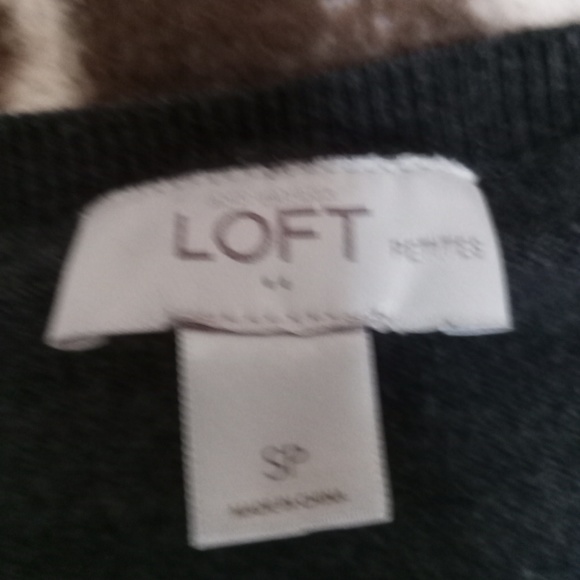 LOFT
PETITES
SP
MADE IN CHINA